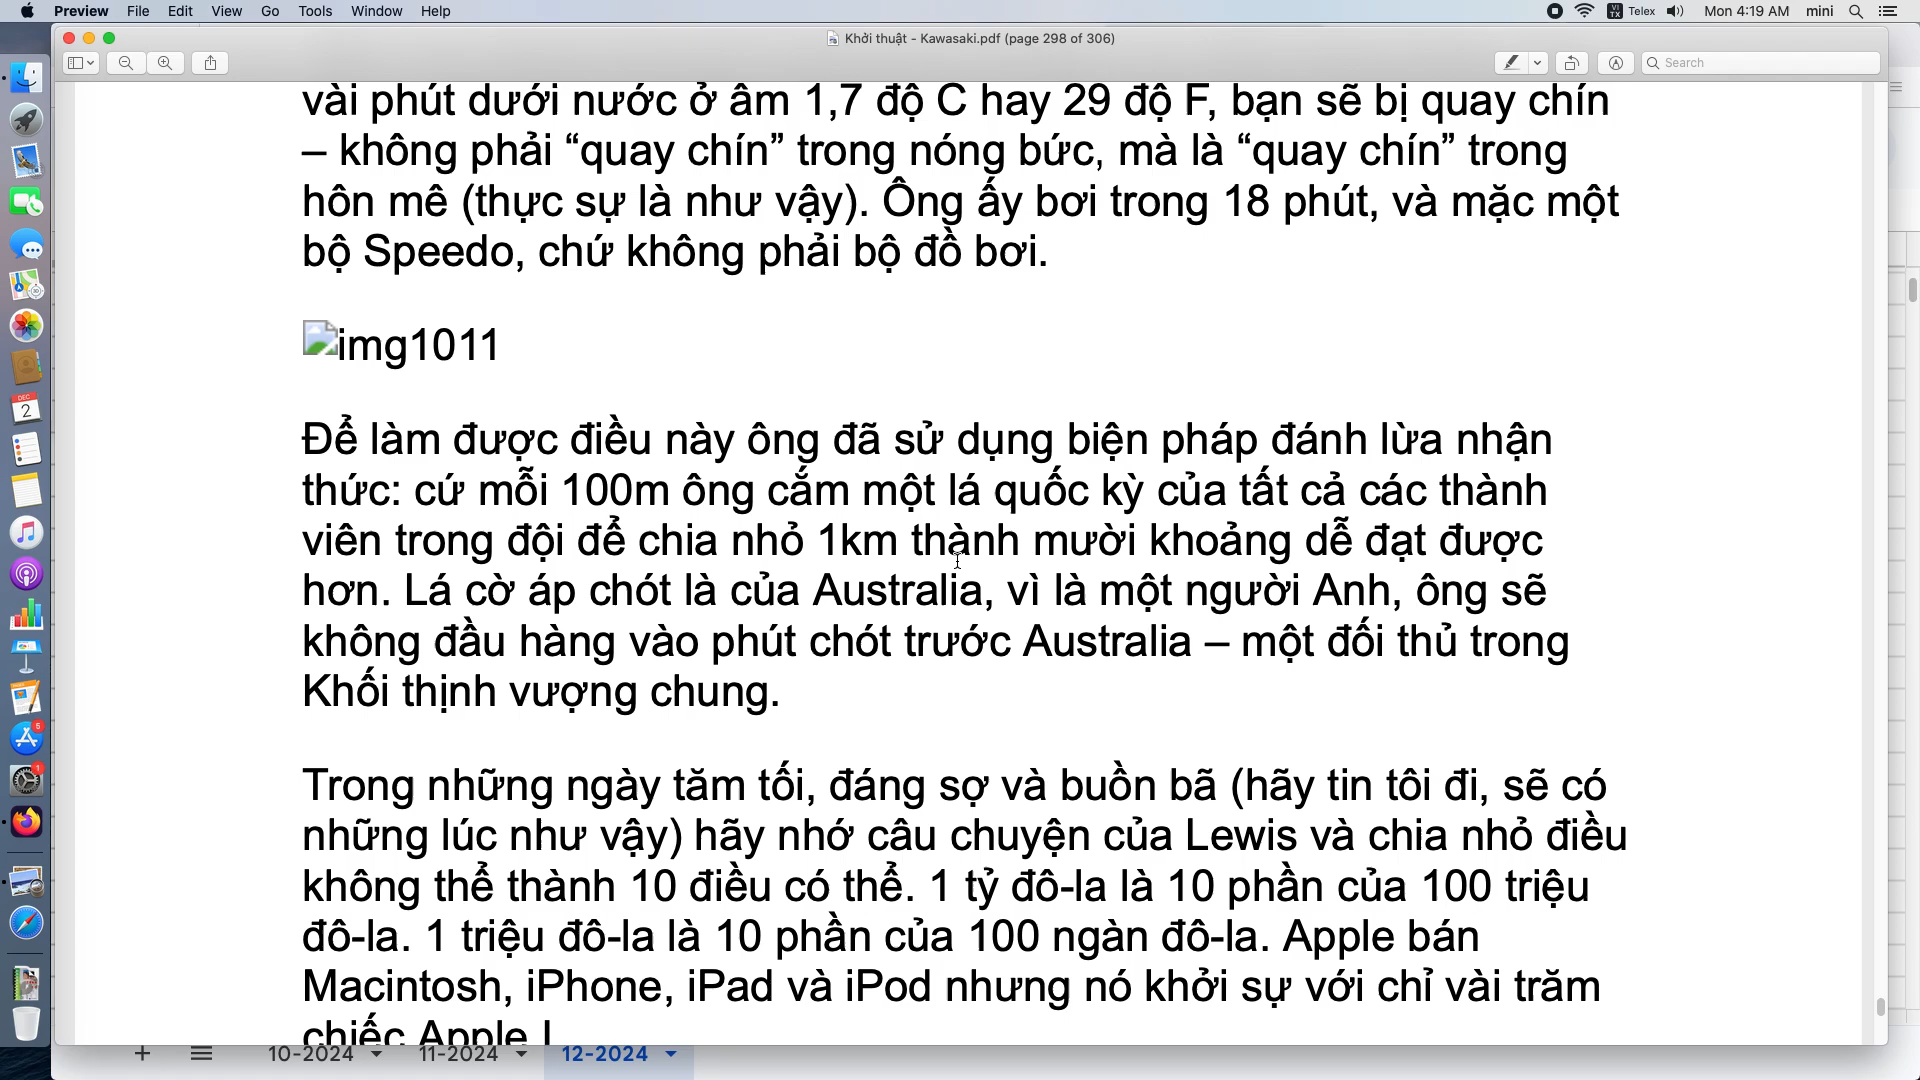 Preview File Edit View Go Tools Window Help
VI TX Telex Mon 4:19 AM mini
Khởi thuật - Kawasaki.pdf (page 298 of 306)
Search
vài phút dưới nước ở âm 1,7 độ C hay 29 độ F, bạn sẽ bị quay chín
– không phải “quay chín” trong nóng bức, mà là “quay chín” trong
hôn mê (thực sự là như vậy). Ông ấy bơi trong 18 phút, và mặc một
bộ Speedo, chứ không phải bộ đồ bơi.
img1011
Để làm được điều này ông đã sử dụng biện pháp đánh lừa nhận
thức: cứ mỗi 100m ông cắm một lá quốc kỳ của tất cả các thành
viên trong đội để chia nhỏ 1km thành mười khoảng dễ đạt được
hơn. Lá cờ áp chót là của Australia, vì là một người Anh, ông sẽ
không đầu hàng vào phút chót trước Australia – một đối thủ trong
Khối thịnh vượng chung.
Trong những ngày tăm tối, đáng sợ và buồn bã (hãy tin tôi đi, sẽ có
những lúc như vậy) hãy nhớ câu chuyện của Lewis và chia nhỏ điều
không thể thành 10 điều có thể. 1 tỷ đô-la là 10 phần của 100 triệu
đô-la. 1 triệu đô-la là 10 phần của 100 ngàn đô-la. Apple bán
Macintosh, iPhone, iPad và iPod nhưng nó khởi sự với chỉ vài trăm
chiếc Apple I
DEC
2
5
1
10-2024 11-2024 12-2024